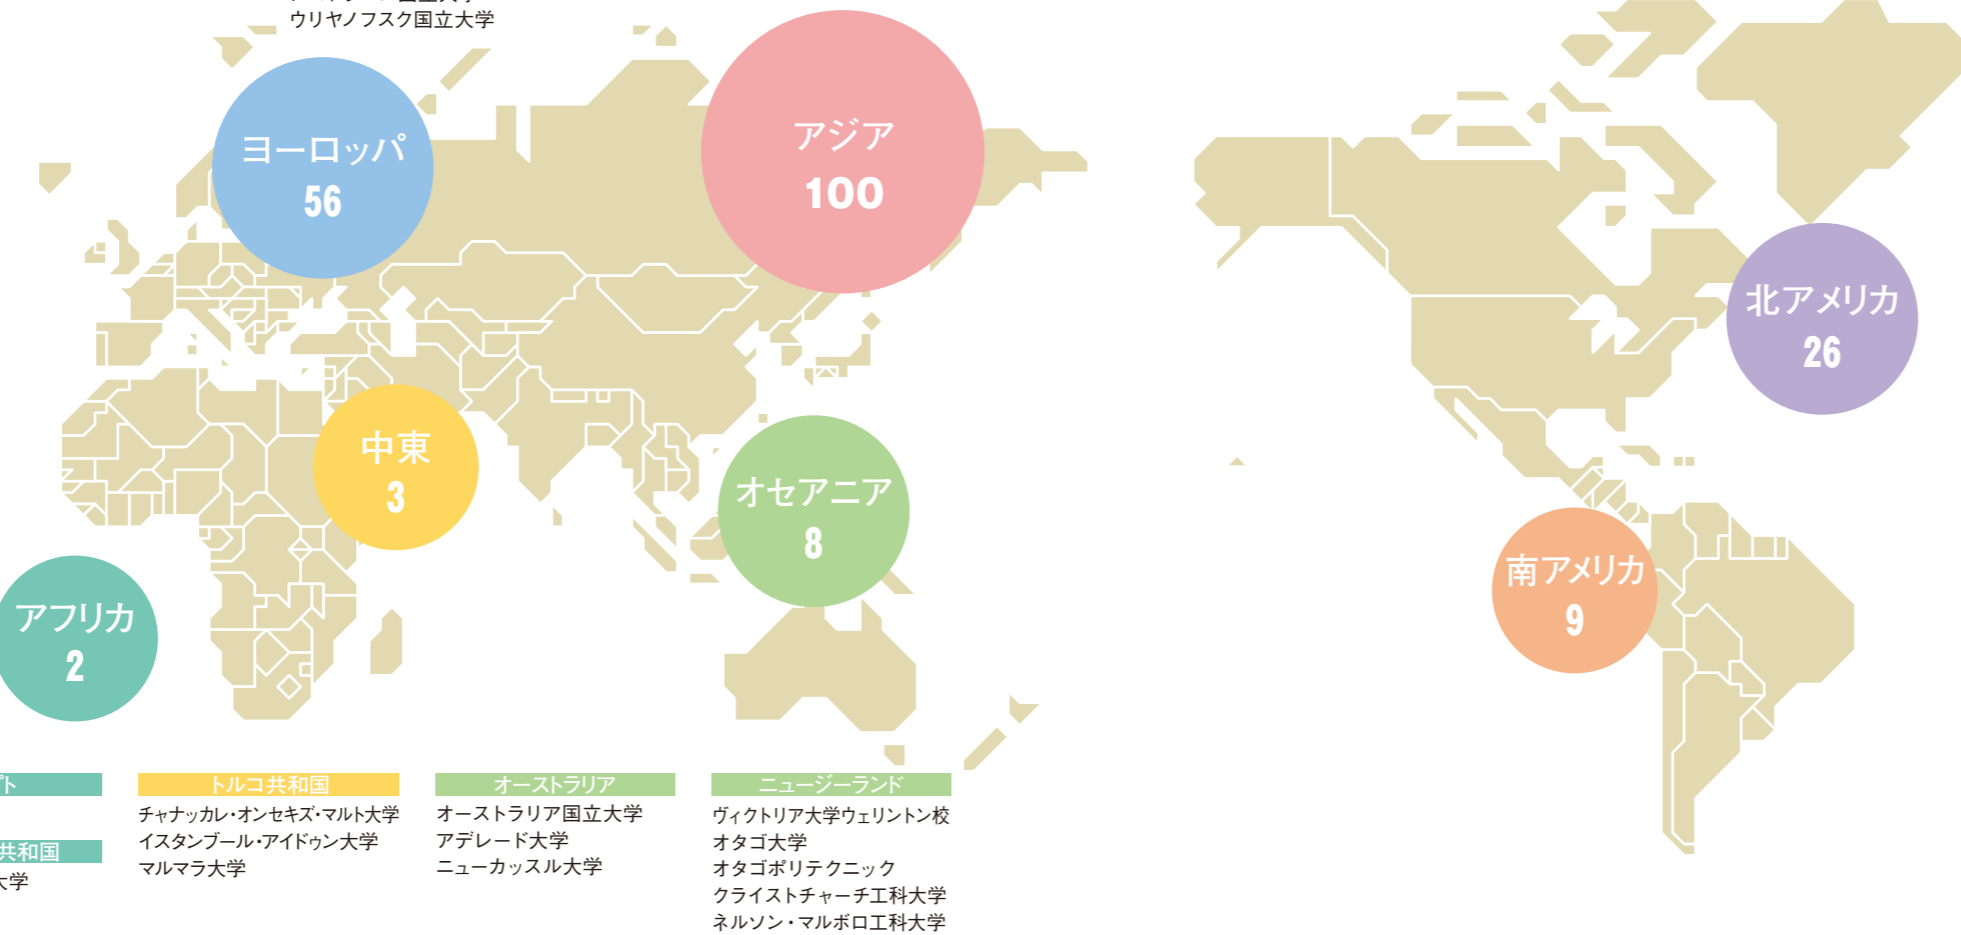 ウリヤノフスク国立大学
ヨーロッパ
56
アジア
100
北アメリカ
26
中東
3
オセアニア
8
南アメリカ
9
アフリカ
2
ト
共和国
大学
トルコ共和国
チャナッカレ・オンセキズ・マルト大学
イスタンブール・アイドゥン大学
マルマラ大学
オーストラリア
オーストラリア国立大学
アデレード大学
ニューカッスル大学
ニュージーランド
ヴィクトリア大学ウェリントン校
オタゴ大学
オタゴポリテクニック
クライストチャーチ工科大学
ネルソン・マルボロ工科大学